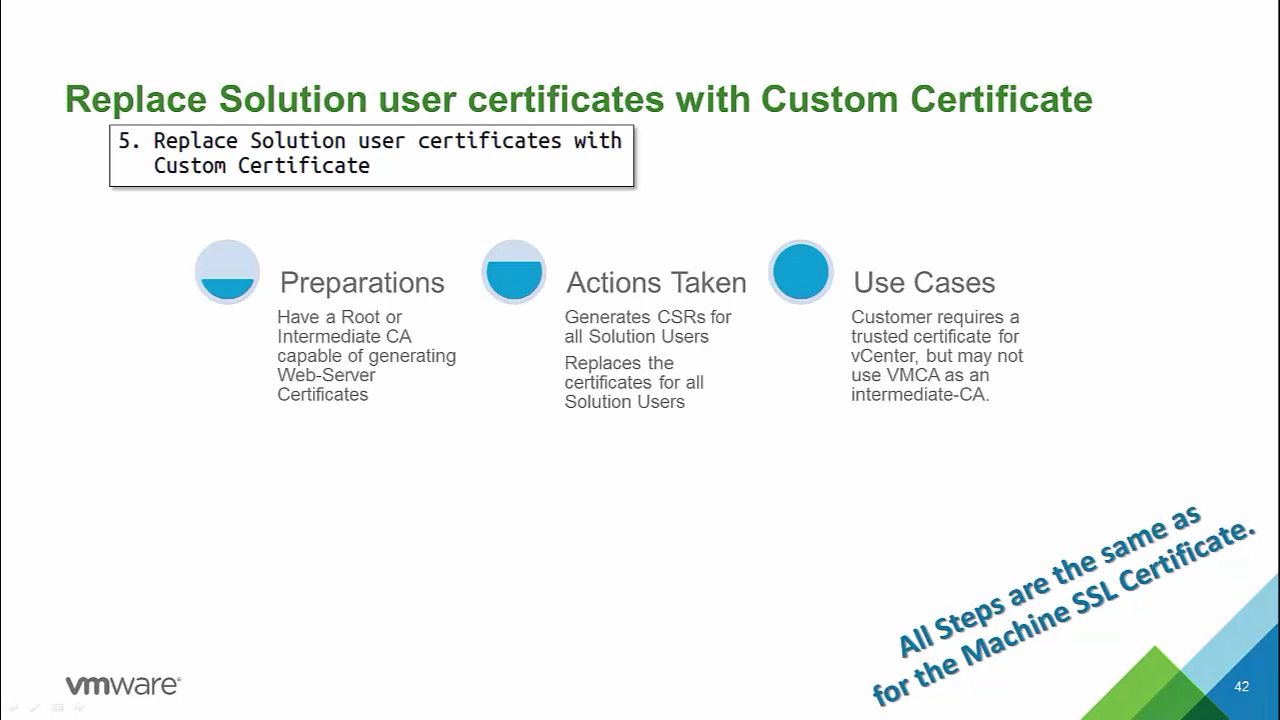 Replace Solution user certificates with Custom Certificate
5. Replace Solution user certificates with
Custom Certificate
Preparations
Have a Root or
Intermediate CA
capable of generating
Web-Server
Certificates
Actions Taken
Generates CSRs for
all Solution Users
Replaces the
certificates for all
Solution Users
Use Cases
Customer requires a
trusted certificate for
vCenter, but may not
use VMCA as an
intermediate-CA.
All Steps are the same as
for the Machine SSL Certificate.
vmware®
42